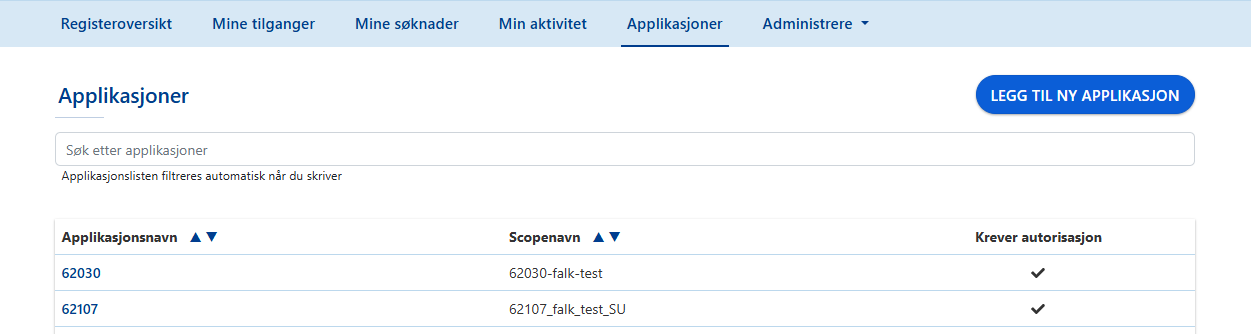 Registeroversikt Mine tilganger Mine søknader Min aktivitet Applikasjoner Administrere
Applikasjoner
LEGG TIL NY APPLIKASJON
Søk etter applikasjoner
Applikasjonslisten filtreres automatisk når du skriver
Applikasjonsnavn ▲▼ Scopenavn ▲▼ Krever autorisasjon
62030 62030-falk-test ✔
62107 62107_falk_test_SU ✔